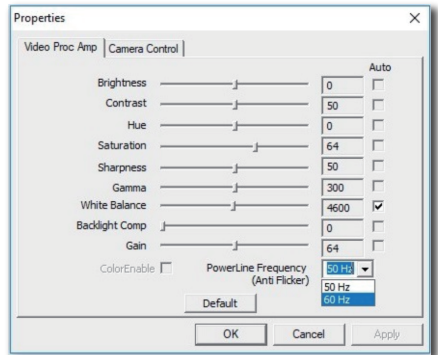 Properties
Video Proc Amp Camera Control
Auto
Brightness 0
Contrast 50
Hue 0
Saturation 64
Sharpness 50
Gamma 300
White Balance 4600
Backlight Comp 0
Gain 64
ColorEnable PowerLine Frequency 50 Hz
(Anti Flicker)
50 Hz
60 Hz
Default
OK Cancel Apply